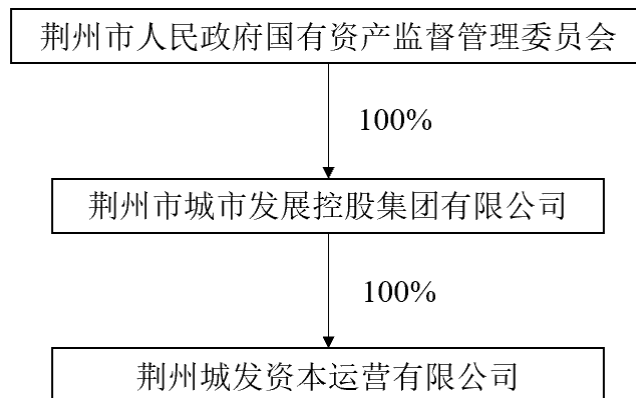 荆州市人民政府国有资产监督管理委员会
100%
荆州市城市发展控股集团有限公司
100%
荆州城发资本运营有限公司